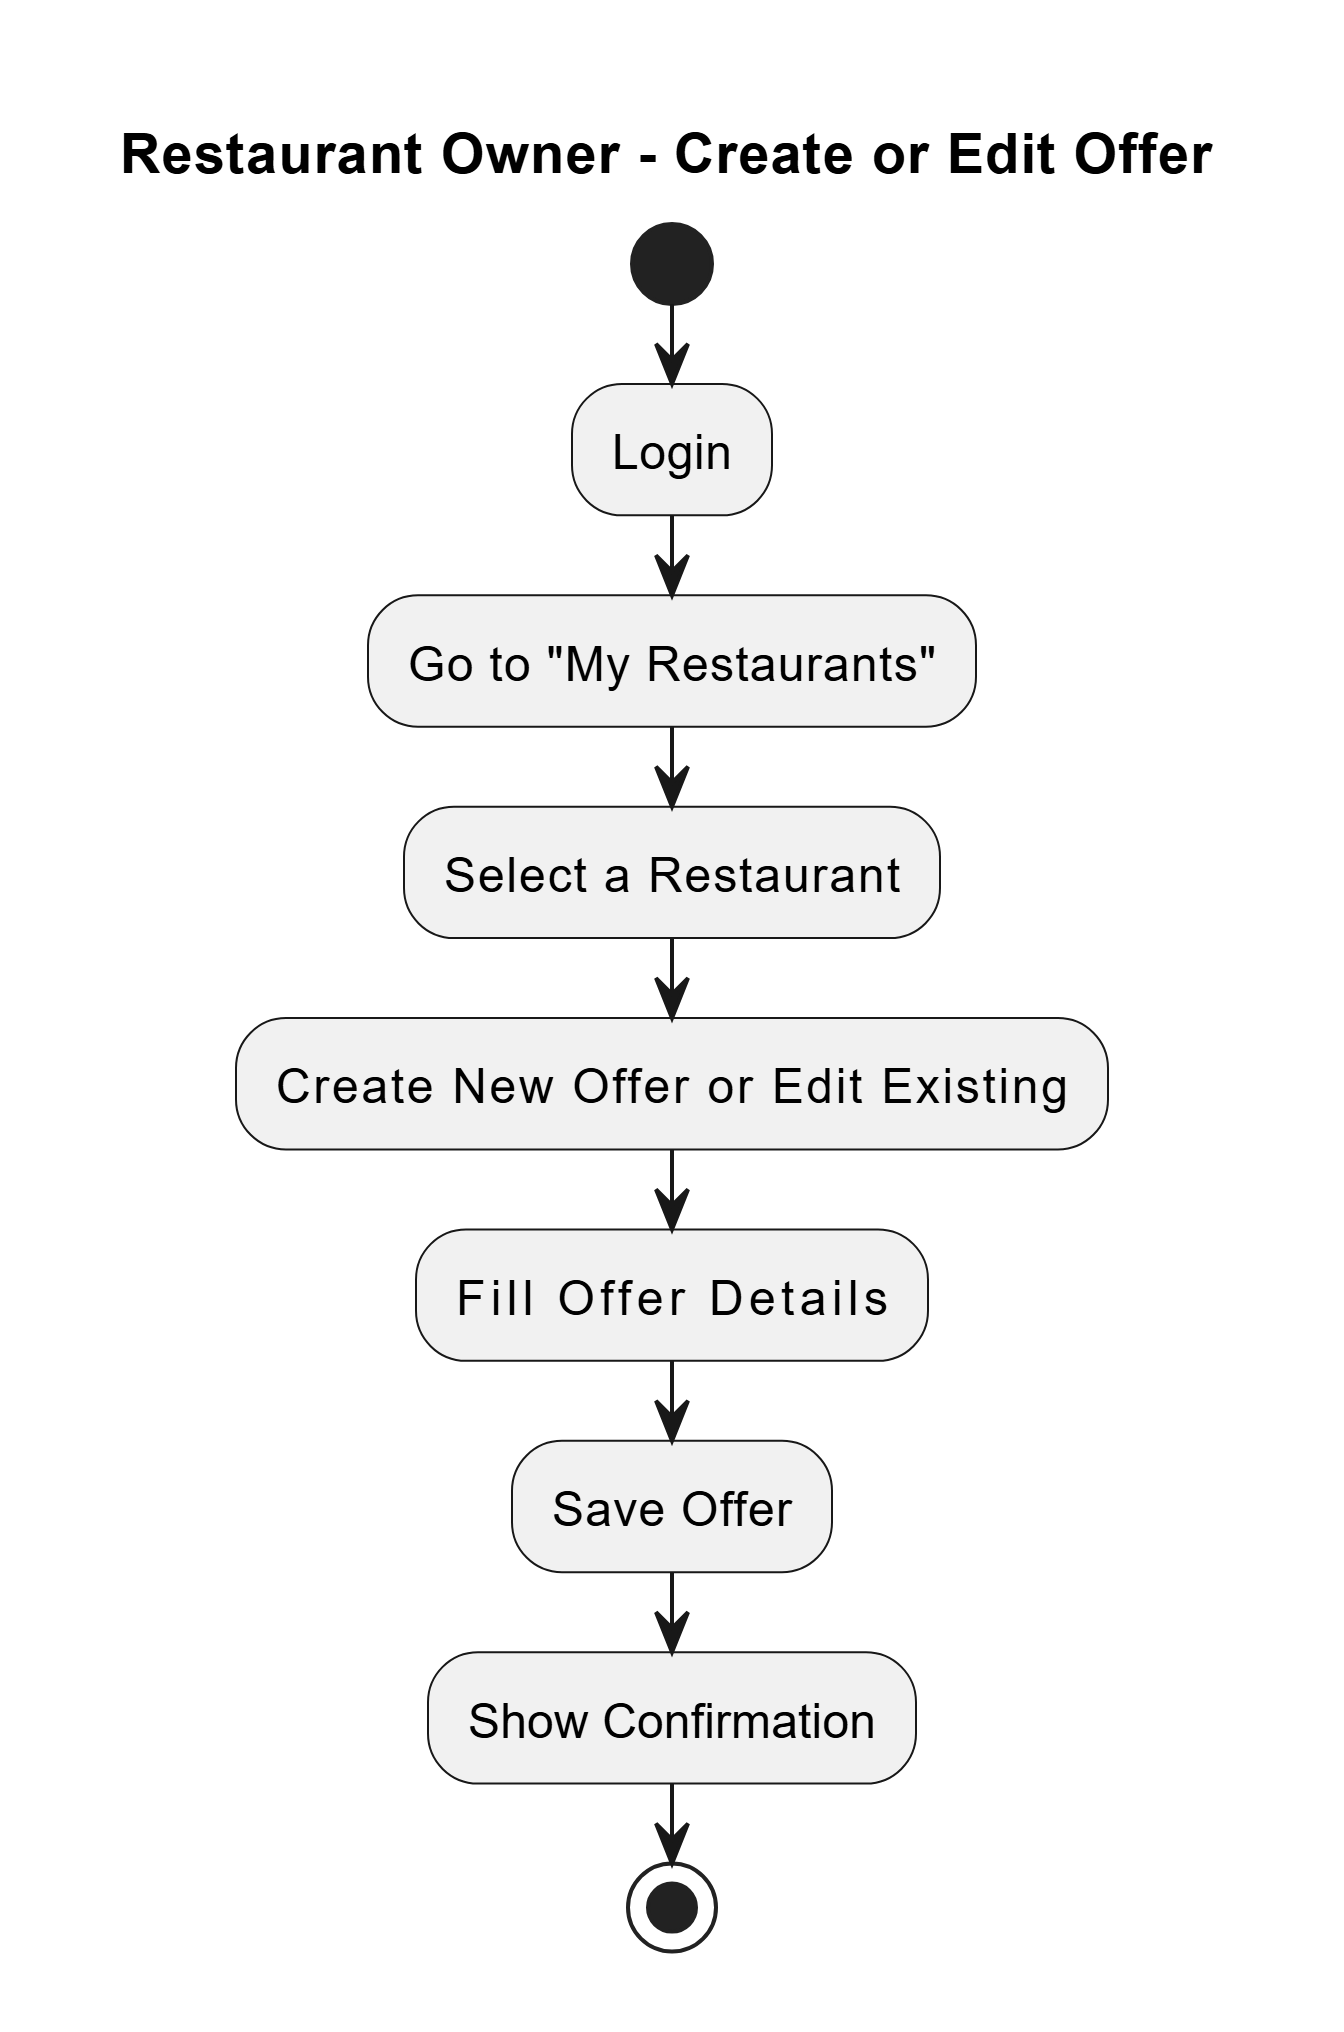 Restaurant Owner - Create or Edit Offer
Login
Go to "My Restaurants"
Select a Restaurant
Create New Offer or Edit Existing
Fill Offer Details
Save Offer
Show Confirmation